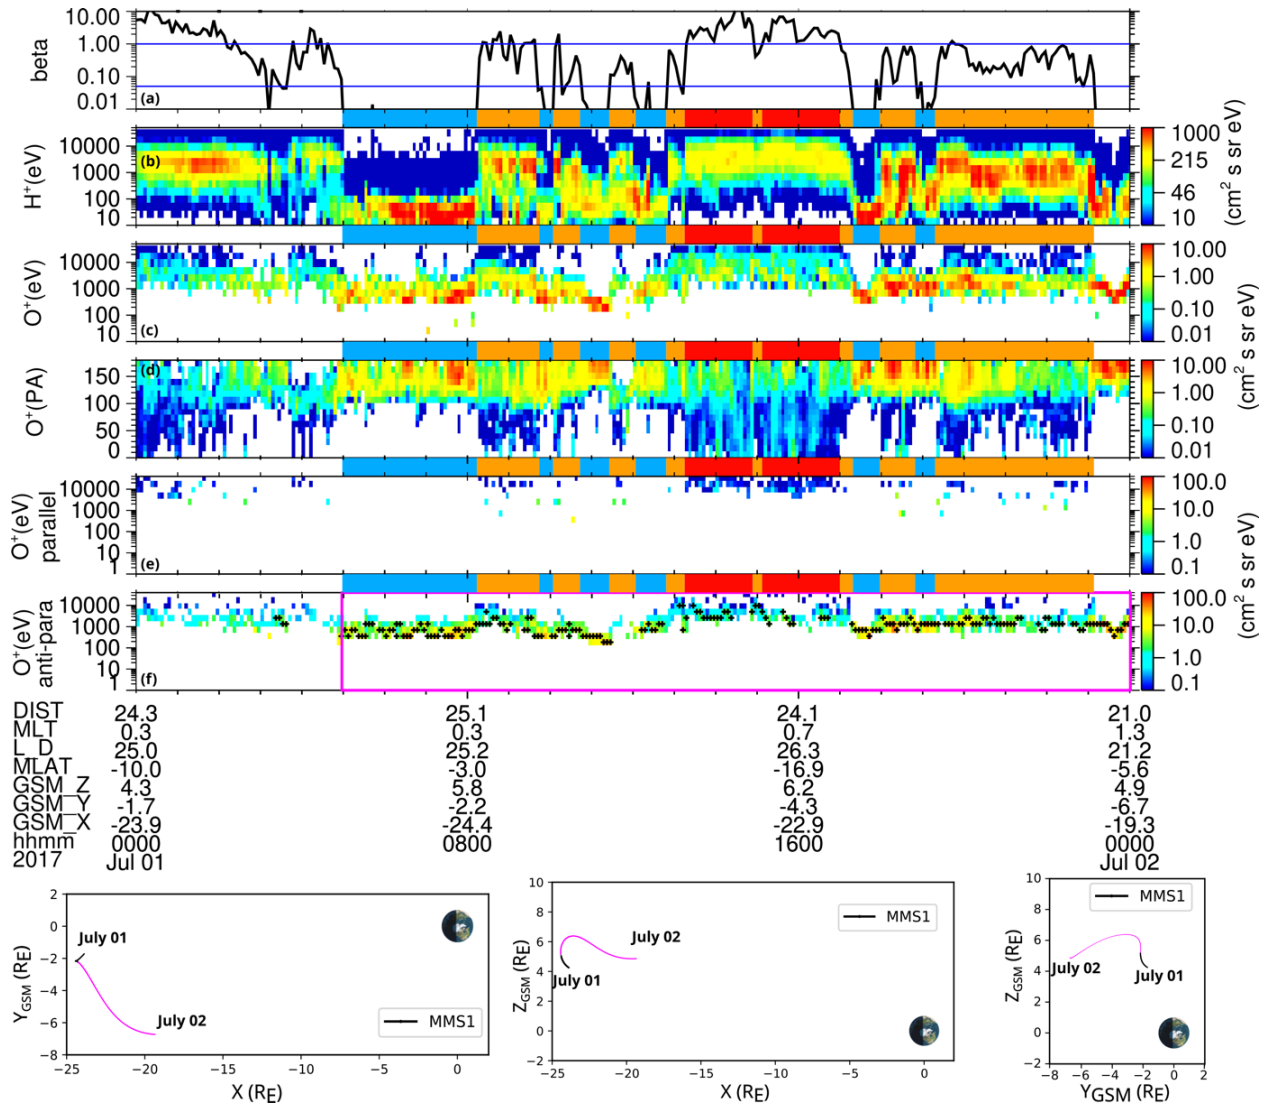 10.00
1.00
0.10
0.01
beta
(a)
10000
1000
100
10
H+(eV)
(b)
1000
215
46
10
(cm² s sr eV)
10000
1000
100
10
O+(eV)
(c)
10.00
1.00
0.10
0.01
(cm² s sr eV)
150
100
50
0
O+(PA)
(d)
10.00
1.00
0.10
0.01
(cm² s sr eV)
10000
1000
100
10
1
O+(eV)
parallel
(e)
100.0
10.0
1.0
0.1
(cm² s sr eV)
10000
1000
100
10
1
O+(eV)
anti-para
(f)
100.0
10.0
1.0
0.1
(cm² s sr eV)
DIST 24.3 25.1 24.1 21.0
MLT 0.3 0.3 0.7 1.3
L_D 25.0 25.2 26.3 21.2
MLAT -10.0 -3.0 -16.9 -5.6
GSM_Z 4.3 5.8 6.2 4.9
GSM_Y -1.7 -2.2 -4.3 -6.7
GSM_X -23.9 -24.4 -22.9 -19.3
hhmm 0000 0800 1600 0000
2017 Jul 01 Jul 02
2
0
−2
−4
−6
−8
Y_GSM (R_E)
July 01
July 02
MMS1
−25 −20 −15 −10 −5 0
X (R_E)
10
8
6
4
2
0
−2
Z_GSM (R_E)
MMS1
July 02
July 01
−25 −20 −15 −10 −5 0
X (R_E)
10
8
6
4
2
0
−2
Z_GSM (R_E)
MMS1
July 02
July 01
−8 −6 −4 −2 0 2
Y_GSM (R_E)